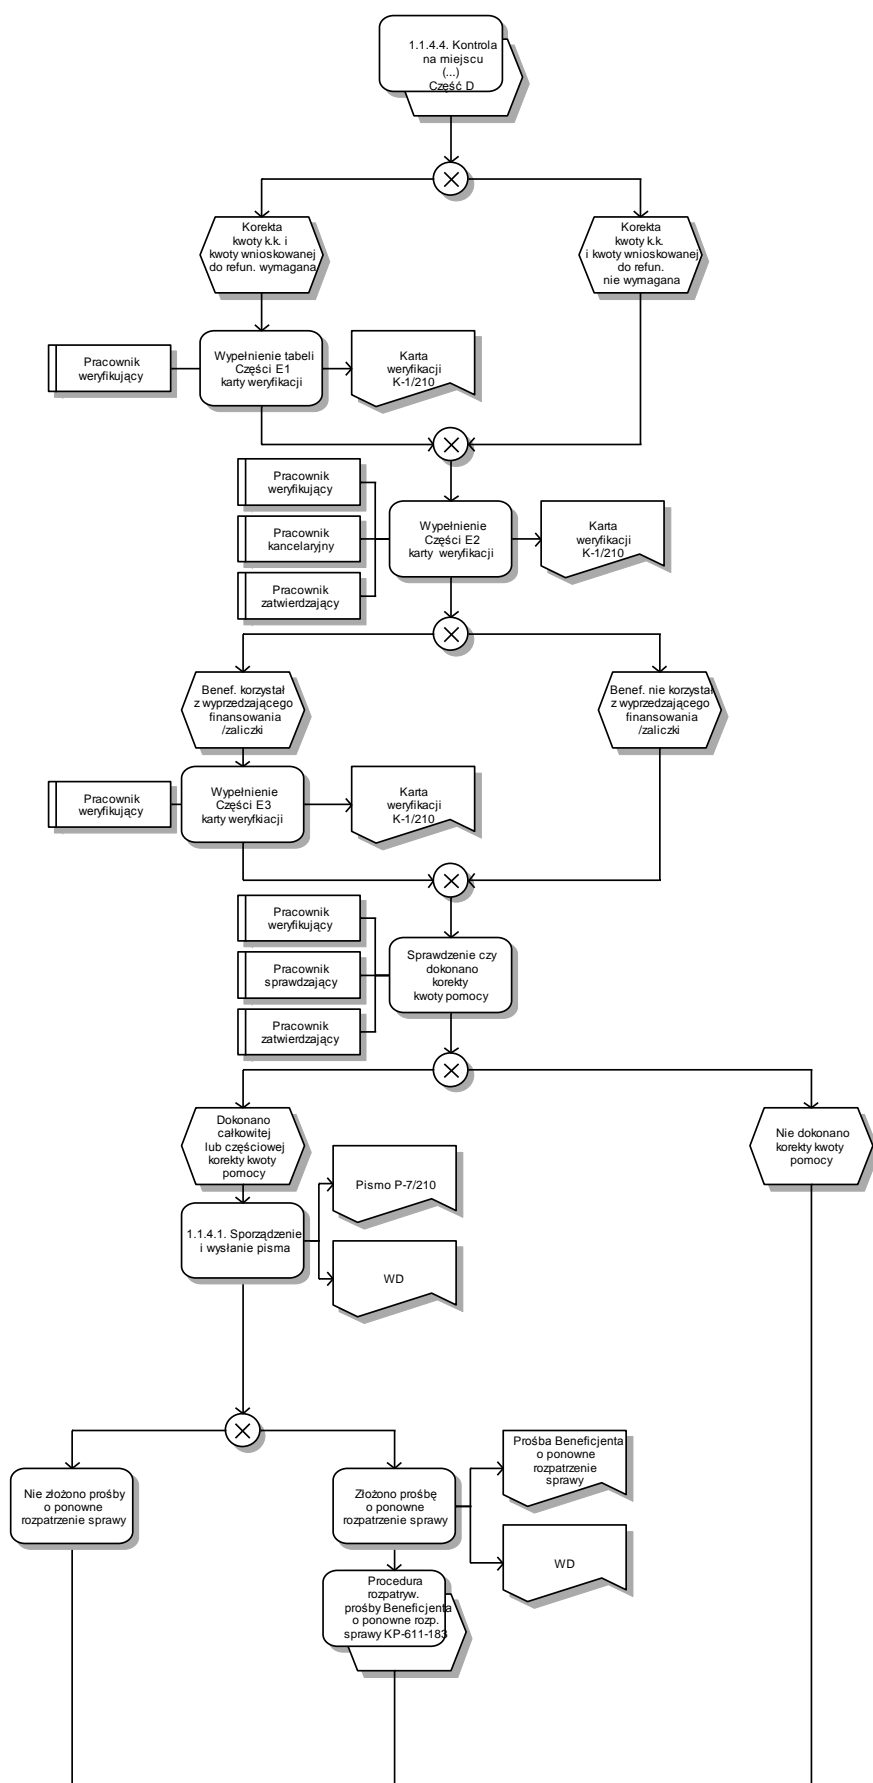 1.1.4.4. Kontrola
na miejscu
(...)
Część D
Korekta
kwoty k.k. i
kwoty wnioskowanej
do refun. wymagana
Korekta
kwoty k.k.
i kwoty wnioskowanej
do refun.
nie wymagana
Pracownik
weryfikujący
Wypełnienie tabeli
Części E1
karty weryfikacji
Karta
weryfikacji
K-1/210
Pracownik
weryfikujący
Pracownik
kancelaryjny
Pracownik
zatwierdzający
Wypełnienie
Części E2
karty weryfikacji
Karta
weryfikacji
K-1/210
Benef. korzystał
z wyprzedzającego
finansowania
/zaliczki
Benef. nie korzystał
z wyprzedzającego
finansowania
/zaliczki
Pracownik
weryfikujący
Wypełnienie
Części E3
karty weryfkiacji
Karta
weryfikacji
K-1/210
Pracownik
weryfikujący
Pracownik
sprawdzający
Pracownik
zatwierdzający
Sprawdzenie czy
dokonano
korekty
kwoty pomocy
Dokonano
całkowitej
lub częściowej
korekty kwoty
pomocy
Nie dokonano
korekty kwoty
pomocy
1.1.4.1. Sporządzenie
i wysłanie pisma
Pismo P-7/210
WD
Nie złożono prośby
o ponowne
rozpatrzenie sprawy
Złożono prośbę
o ponowne
rozpatrzenie sprawy
Prośba Beneficjenta
o ponowne
rozpatrzenie
sprawy
WD
Procedura
rozpatryw.
prośby Beneficjenta
o ponowne rozp.
sprawy KP-611-183